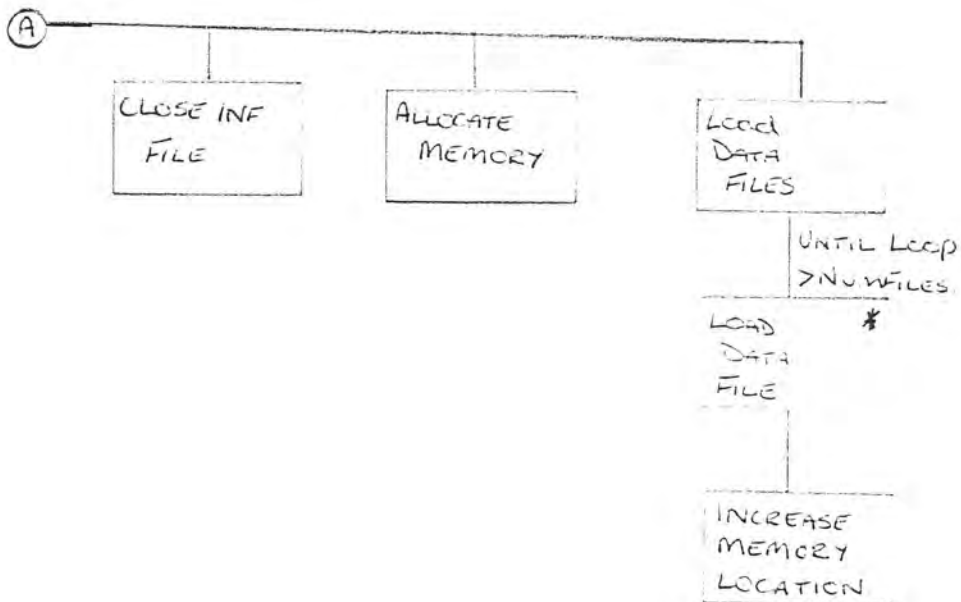 A
CLOSE INF
FILE
ALLOCATE
MEMORY
Load
DATA
FILES
UNTIL LOOP
>NUMFILES.
LOAD *
DATA
FILE
INCREASE
MEMORY
LOCATION